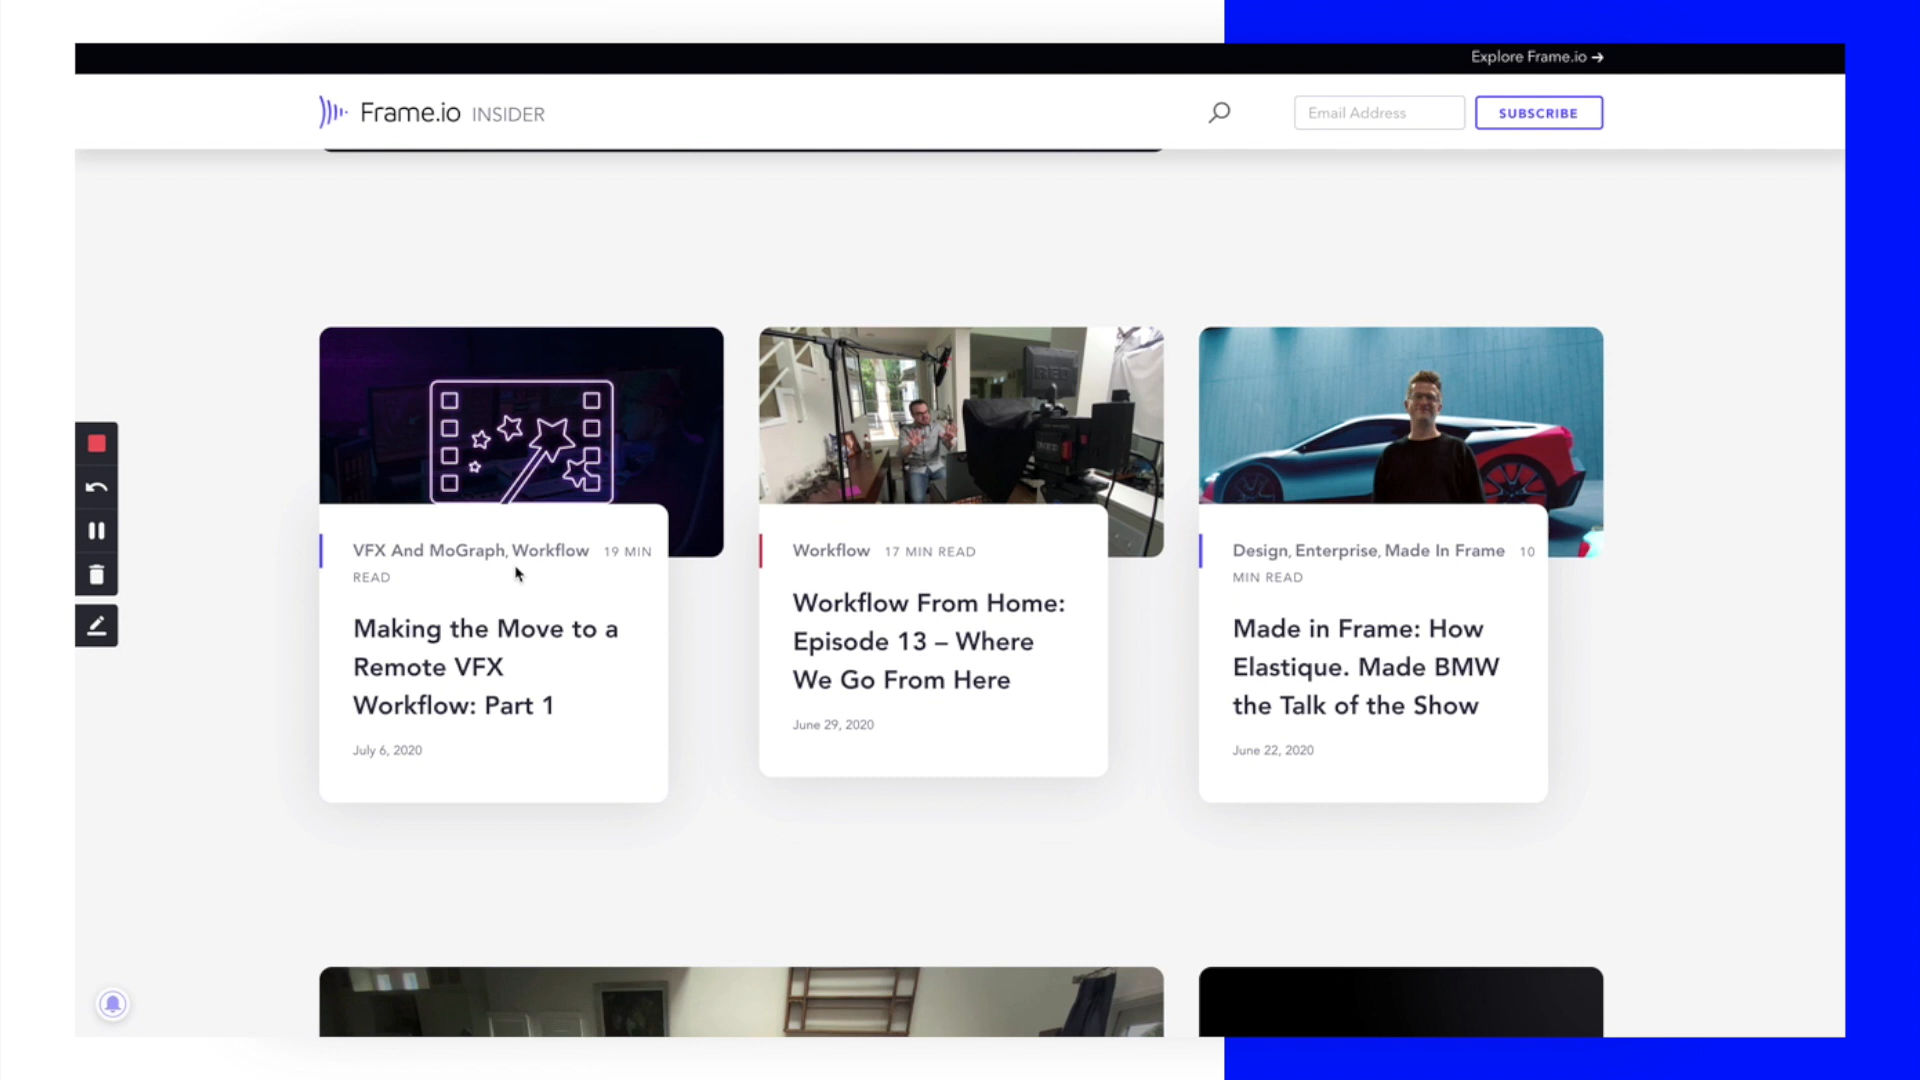 Explore Frame.io →
Frame.io INSIDER
Email Address
SUBSCRIBE
RED
RED
VFX And MoGraph, Workflow 19 MIN
READ
Making the Move to a
Remote VFX
Workflow: Part 1
July 6, 2020
Workflow 17 MIN READ
Workflow From Home:
Episode 13 – Where
We Go From Here
June 29, 2020
Design, Enterprise, Made In Frame 10
MIN READ
Made in Frame: How
Elastique. Made BMW
the Talk of the Show
June 22, 2020